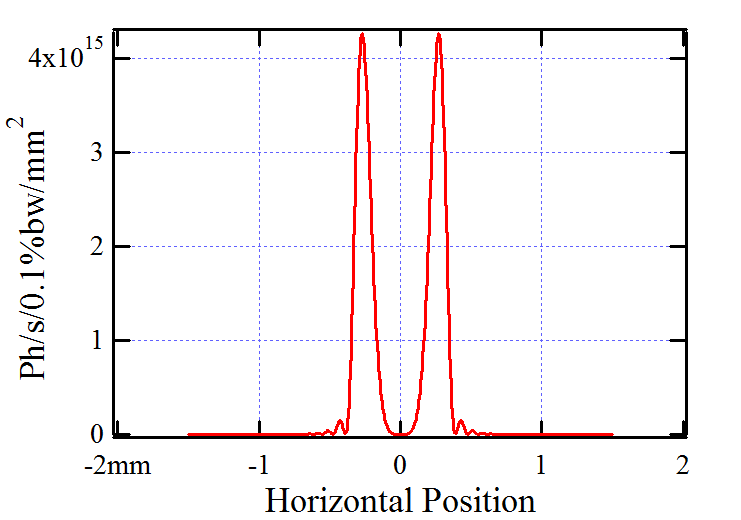 4x10^15
3
2
1
0
Ph/s/0.1%bw/mm^2
-2mm -1 0 1 2
Horizontal Position